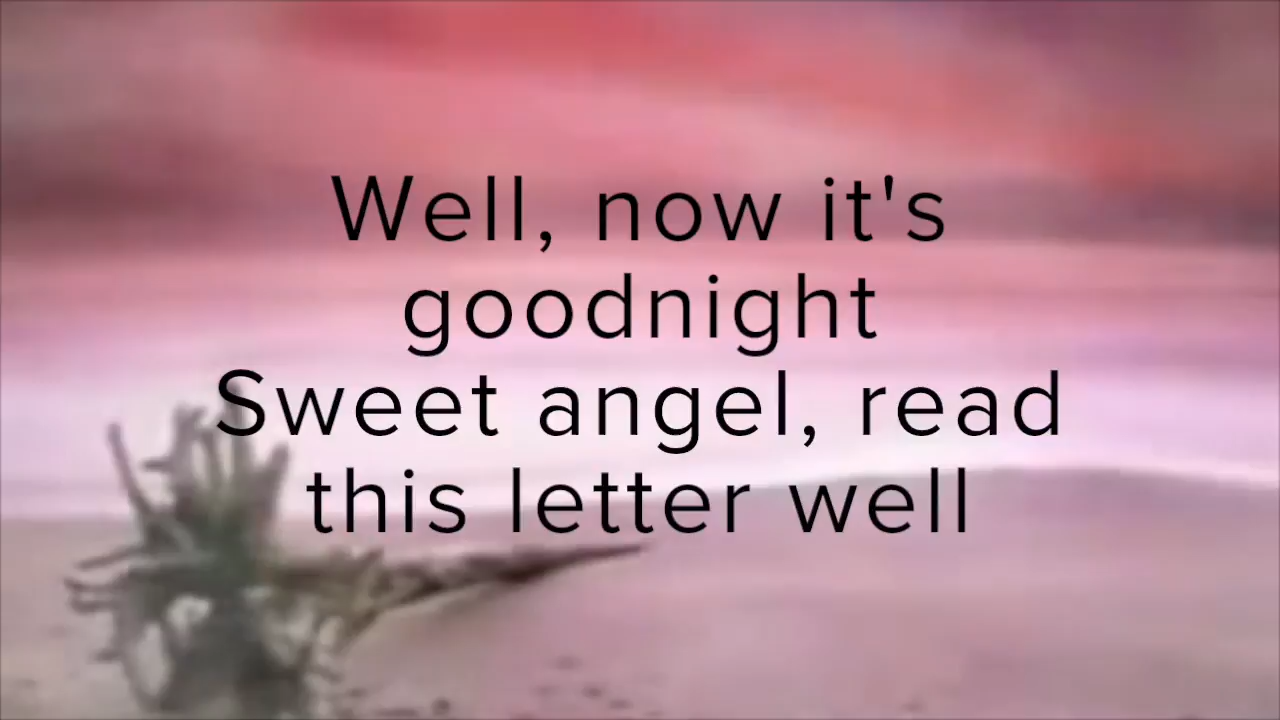 Well, now it's
goodnight
Sweet angel, read
this letter well